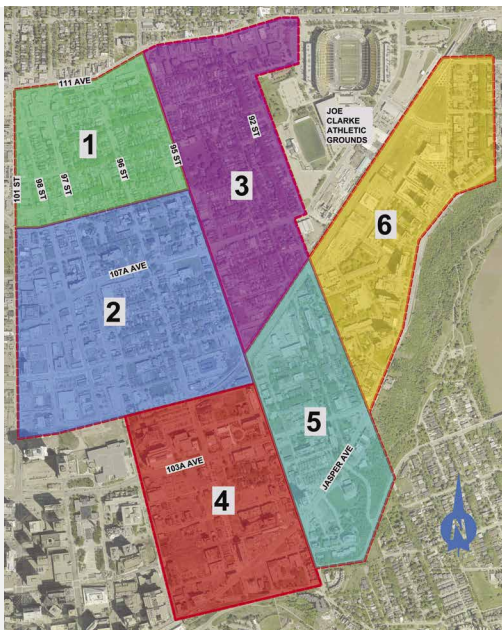 111 AVE
JOE
CLARKE
ATHLETIC
GROUNDS
92 ST
1
95 ST
96 ST
3
97 ST
98 ST
101 ST
6
107A AVE
2
5
103A AVE
JASPER AVE
4
N